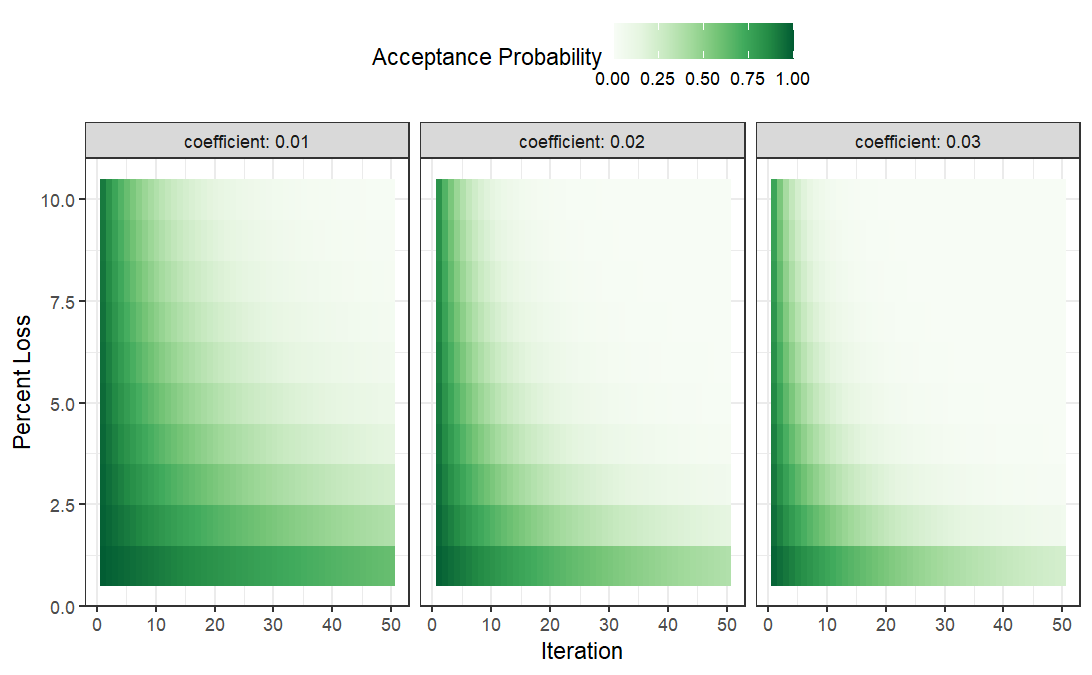 Acceptance Probability
0.00 0.25 0.50 0.75 1.00
coefficient: 0.01
coefficient: 0.02
coefficient: 0.03
Percent Loss
10.0
7.5
5.0
2.5
0.0
0 10 20 30 40 50
0 10 20 30 40 50
0 10 20 30 40 50
Iteration